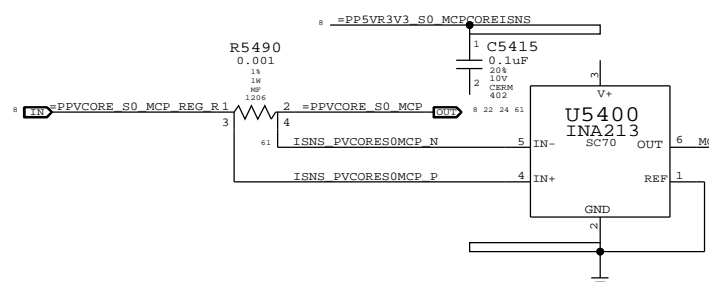 8 =PP5VR3V3_S0_MCPCOREISNS
R5490
0.001
1%
1W
MF
1206
1 C5415
0.1uF
20%
10V
CERM
402
2
8 IN =PPVCORE_S0_MCP_REG_R 1 2 =PPVCORE_S0_MCP OUT 8 22 24 61
3 4
61 ISNS_PVCORES0MCP_N 5 IN-
ISNS_PVCORES0MCP_P 4 IN+
3
V+
U5400
INA213
SC70
OUT 6
REF 1
GND
2